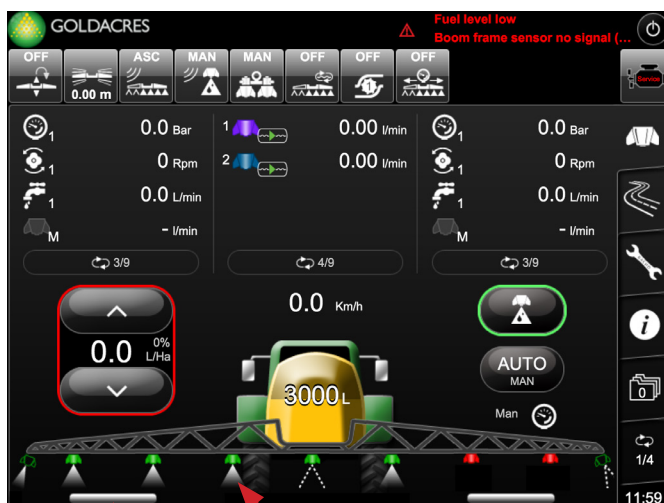 GOLDACRES
Fuel level low
Boom frame sensor no signal (...
OFF ASC MAN MAN OFF OFF OFF
0.00 m
Service
1 0.0 Bar
1 0 Rpm
1 0.0 L/min
M - l/min
3/9
1 0.00 l/min
2 0.00 l/min
4/9
1 0.0 Bar
1 0 Rpm
1 0.0 L/min
M - l/min
3/9
0.0 Km/h
0%
0.0 L/Ha
AUTO
MAN
Man
3000 L
i
0
1/4
11:59